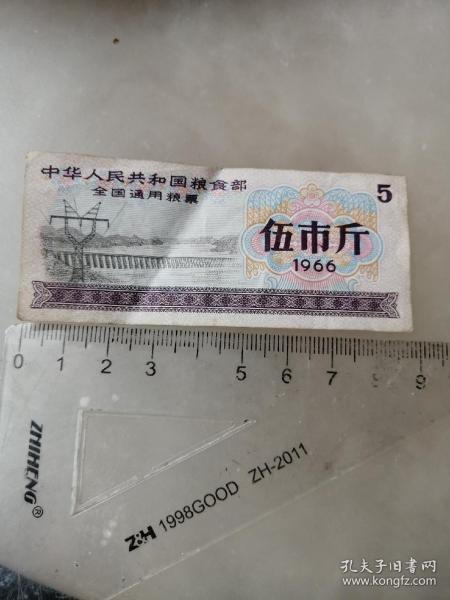 中华人民共和国粮食部
全国通用粮票
5
伍市斤
1966
0 1 2 3 5 6 7 8 9
ZHIHENG®
ZH 1998GOOD ZH-2011
孔夫子旧书网
www.kongfz.com